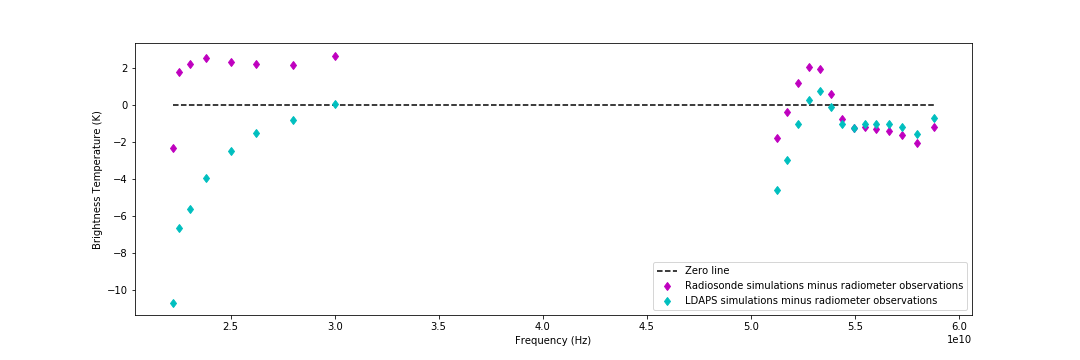 2
0
−2
−4
−6
−8
−10
Brightness Temperature (K)
Zero line
Radiosonde simulations minus radiometer observations
LDAPS simulations minus radiometer observations
2.5 3.0 3.5 4.0 4.5 5.0 5.5 6.0
1e10
Frequency (Hz)